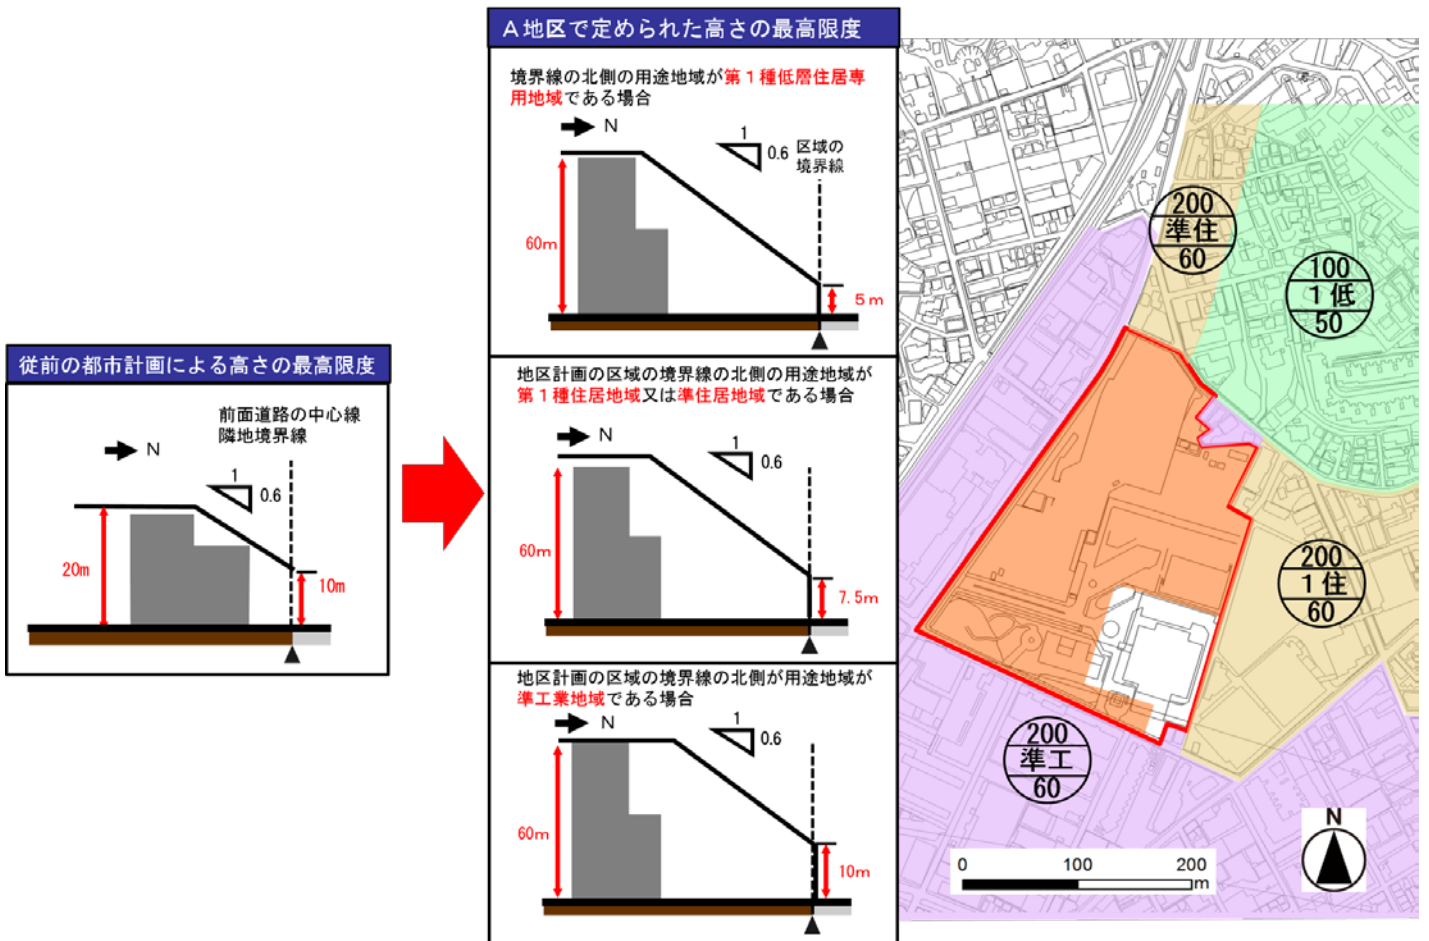 従前の都市計画による高さの最高限度
前面道路の中心線
隣地境界線
N
1
0.6
20m
10m
A地区で定められた高さの最高限度
境界線の北側の用途地域が第1種低層住居専
用地域である場合
N
1
0.6
区域の
境界線
60m
5m
地区計画の区域の境界線の北側の用途地域が
第1種住居地域又は準住居地域である場合
N
1
0.6
60m
7.5m
地区計画の区域の境界線の北側が用途地域が
準工業地域である場合
N
1
0.6
60m
10m
200
準住
60
100
1低
50
200
1住
60
200
準工
60
N
0 100 200
m